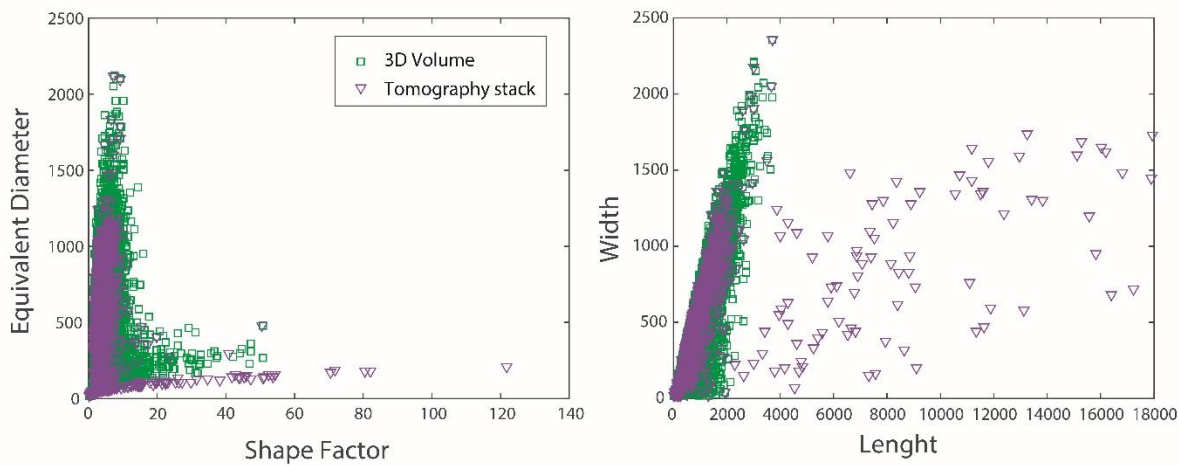 2500
2000
1500
1000
500
0
Equivalent Diameter
3D Volume
Tomography stack
0 20 40 60 80 100 120 140
Shape Factor
2500
2000
1500
1000
500
0
Width
0 2000 4000 6000 8000 10000 12000 14000 16000 18000
Lenght